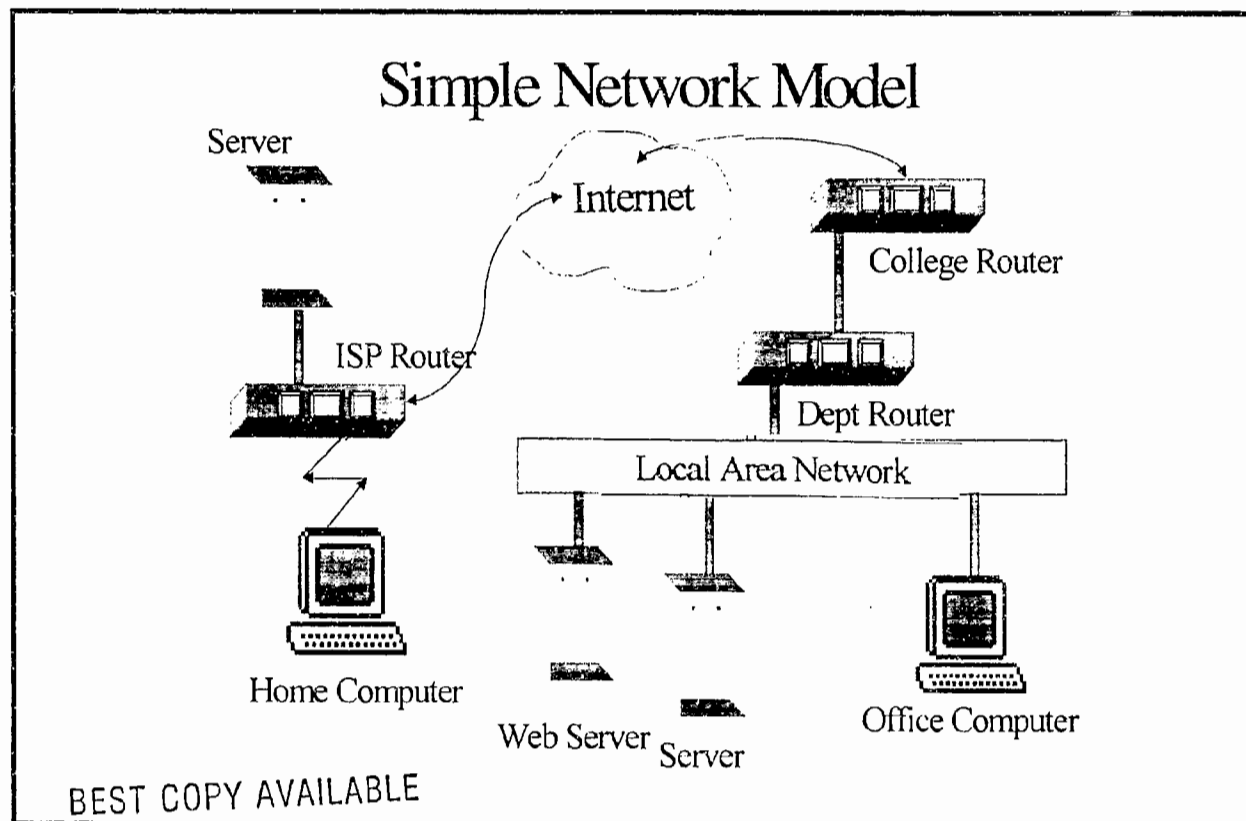 Simple Network Model
Server
Internet
College Router
ISP Router
Dept Router
Local Area Network
Home Computer
Web Server
Server
Office Computer
BEST COPY AVAILABLE